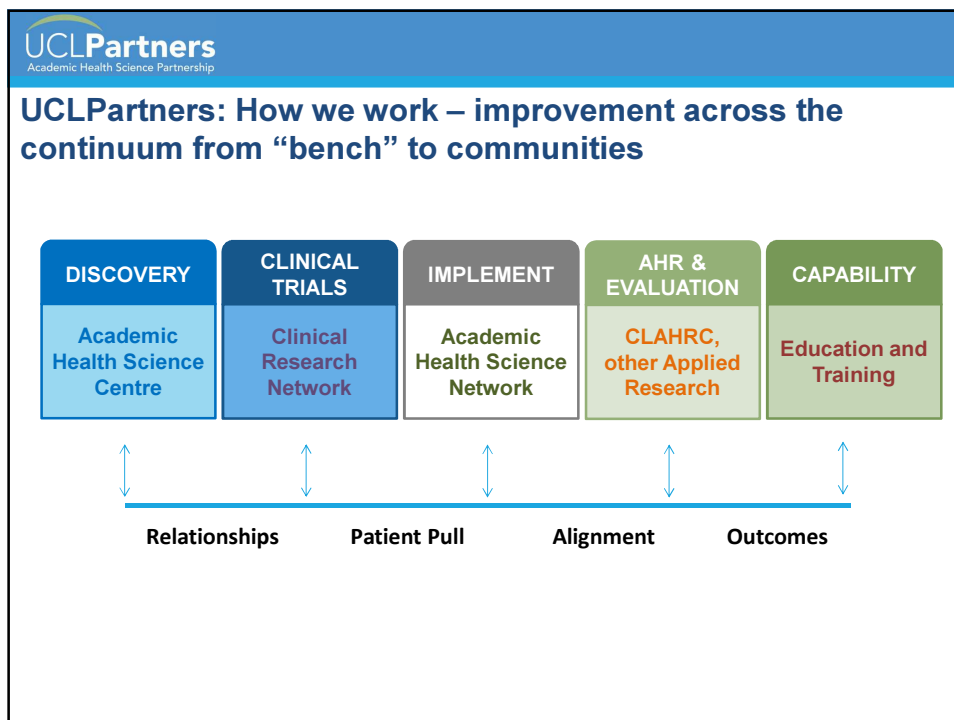 UCLPartners
Academic Health Science Partnership
UCLPartners: How we work – improvement across the
continuum from “bench” to communities
DISCOVERY
Academic
Health Science
Centre
CLINICAL
TRIALS
Clinical
Research
Network
IMPLEMENT
Academic
Health Science
Network
AHR &
EVALUATION
CLAHRC,
other Applied
Research
CAPABILITY
Education and
Training
Relationships
Patient Pull
Alignment
Outcomes